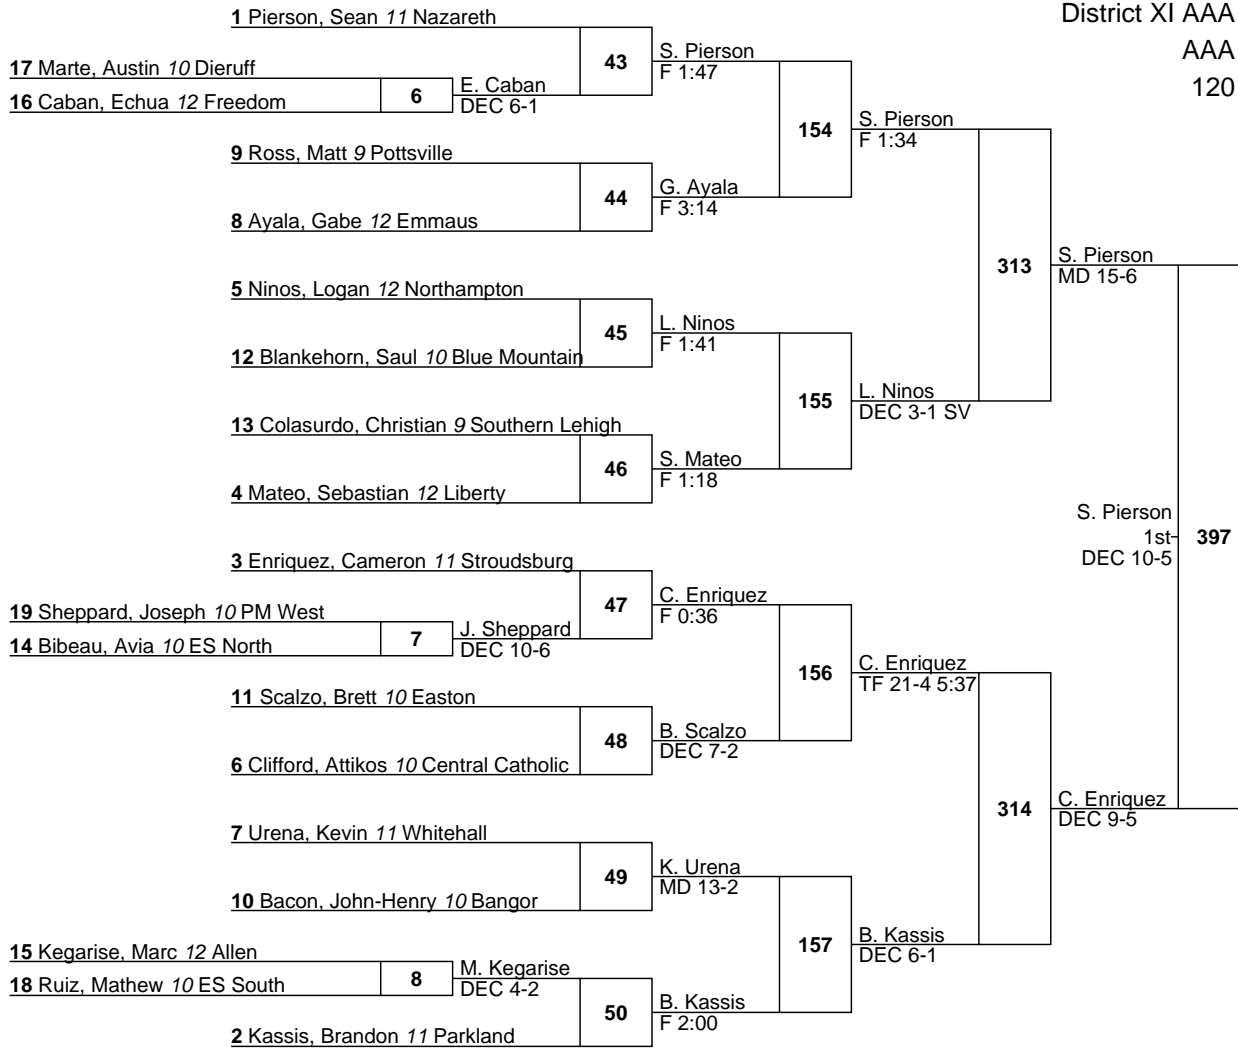 District XI AAA
AAA
120
1 Pierson, Sean 11 Nazareth
17 Marte, Austin 10 Dieruff
16 Caban, Echua 12 Freedom
6
E. Caban
DEC 6-1
43
S. Pierson
F 1:47
9 Ross, Matt 9 Pottsville
8 Ayala, Gabe 12 Emmaus
44
G. Ayala
F 3:14
154
S. Pierson
F 1:34
5 Ninos, Logan 12 Northampton
12 Blankehorn, Saul 10 Blue Mountain
45
L. Ninos
F 1:41
13 Colasurdo, Christian 9 Southern Lehigh
4 Mateo, Sebastian 12 Liberty
46
S. Mateo
F 1:18
155
L. Ninos
DEC 3-1 SV
313
S. Pierson
MD 15-6
3 Enriquez, Cameron 11 Stroudsburg
19 Sheppard, Joseph 10 PM West
14 Bibeau, Avia 10 ES North
7
J. Sheppard
DEC 10-6
47
C. Enriquez
F 0:36
11 Scalzo, Brett 10 Easton
6 Clifford, Attikos 10 Central Catholic
48
B. Scalzo
DEC 7-2
156
C. Enriquez
TF 21-4 5:37
7 Urena, Kevin 11 Whitehall
10 Bacon, John-Henry 10 Bangor
49
K. Urena
MD 13-2
15 Kegarise, Marc 12 Allen
18 Ruiz, Mathew 10 ES South
8
M. Kegarise
DEC 4-2
2 Kassis, Brandon 11 Parkland
50
B. Kassis
F 2:00
157
B. Kassis
DEC 6-1
314
C. Enriquez
DEC 9-5
S. Pierson
1st
DEC 10-5
397